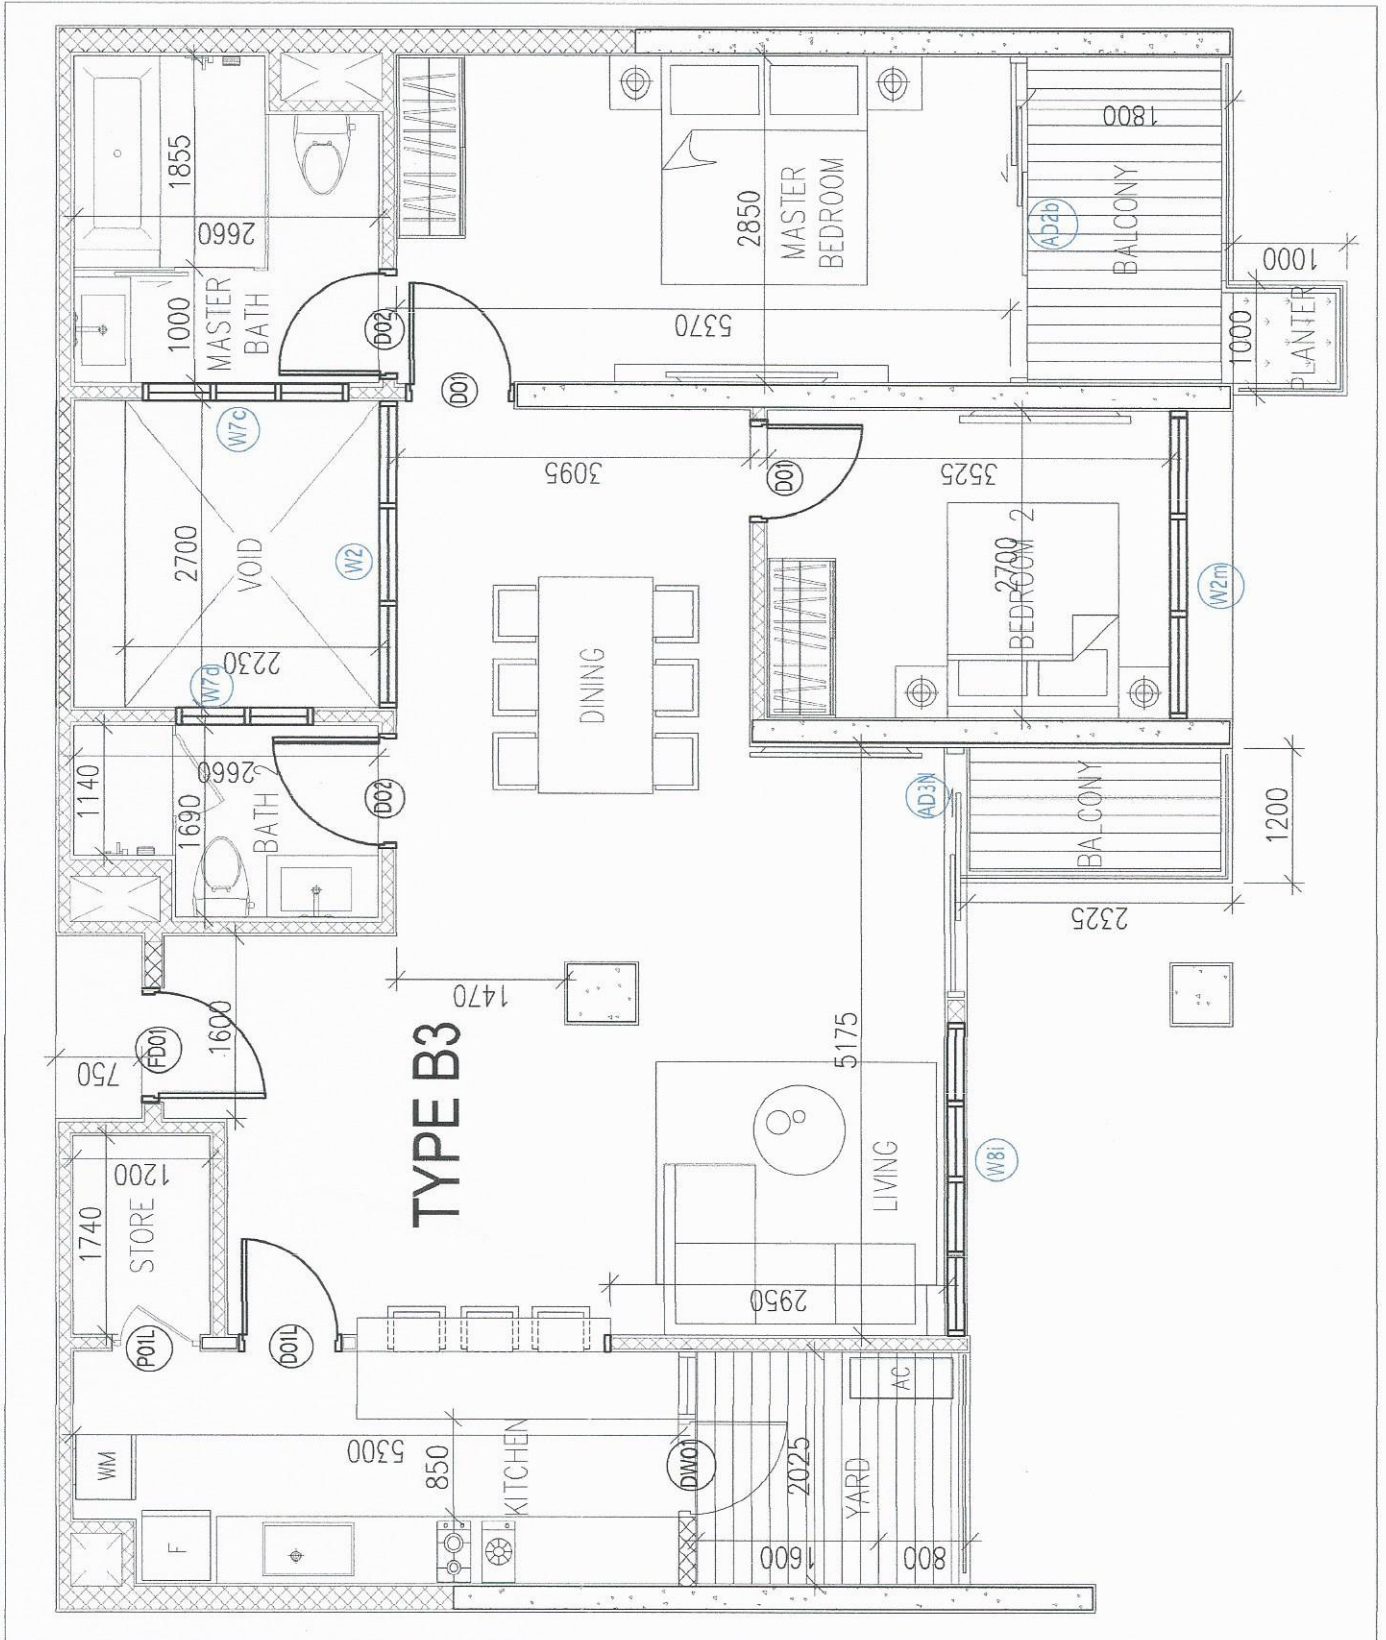 1855
2660
1000
MASTER
BATH
D02
D01
W7c
2850
MASTER
BEDROOM
5370
1800
AD2b
BALCONY
1000
1000
PLANTER
2700
VOID
W2
2230
W7d
3095
D01
3525
2700
BEDROOM 2
W2m
DINING
1140
2660
1690
BATH 2
D02
AD3N
BALCONY
1200
2325
1470
750
FD01
1600
TYPE B3
5175
LIVING
W8i
2950
1740
1200
STORE
P01L
D01L
WM
F
5300
850
KITCHEN
DW01
2025
YARD
AC
1600
800